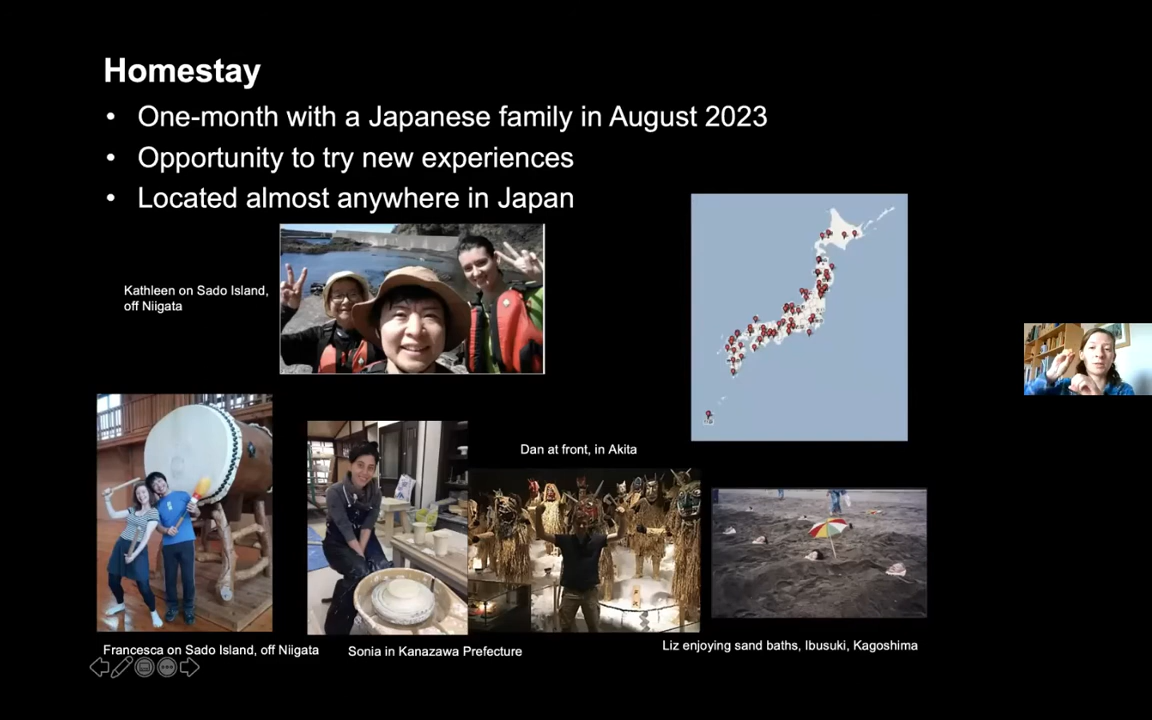 Homestay
• One-month with a Japanese family in August 2023
• Opportunity to try new experiences
• Located almost anywhere in Japan
Kathleen on Sado Island,
off Niigata
Dan at front, in Akita
Francesca on Sado Island, off Niigata
Sonia in Kanazawa Prefecture
Liz enjoying sand baths, Ibusuki, Kagoshima